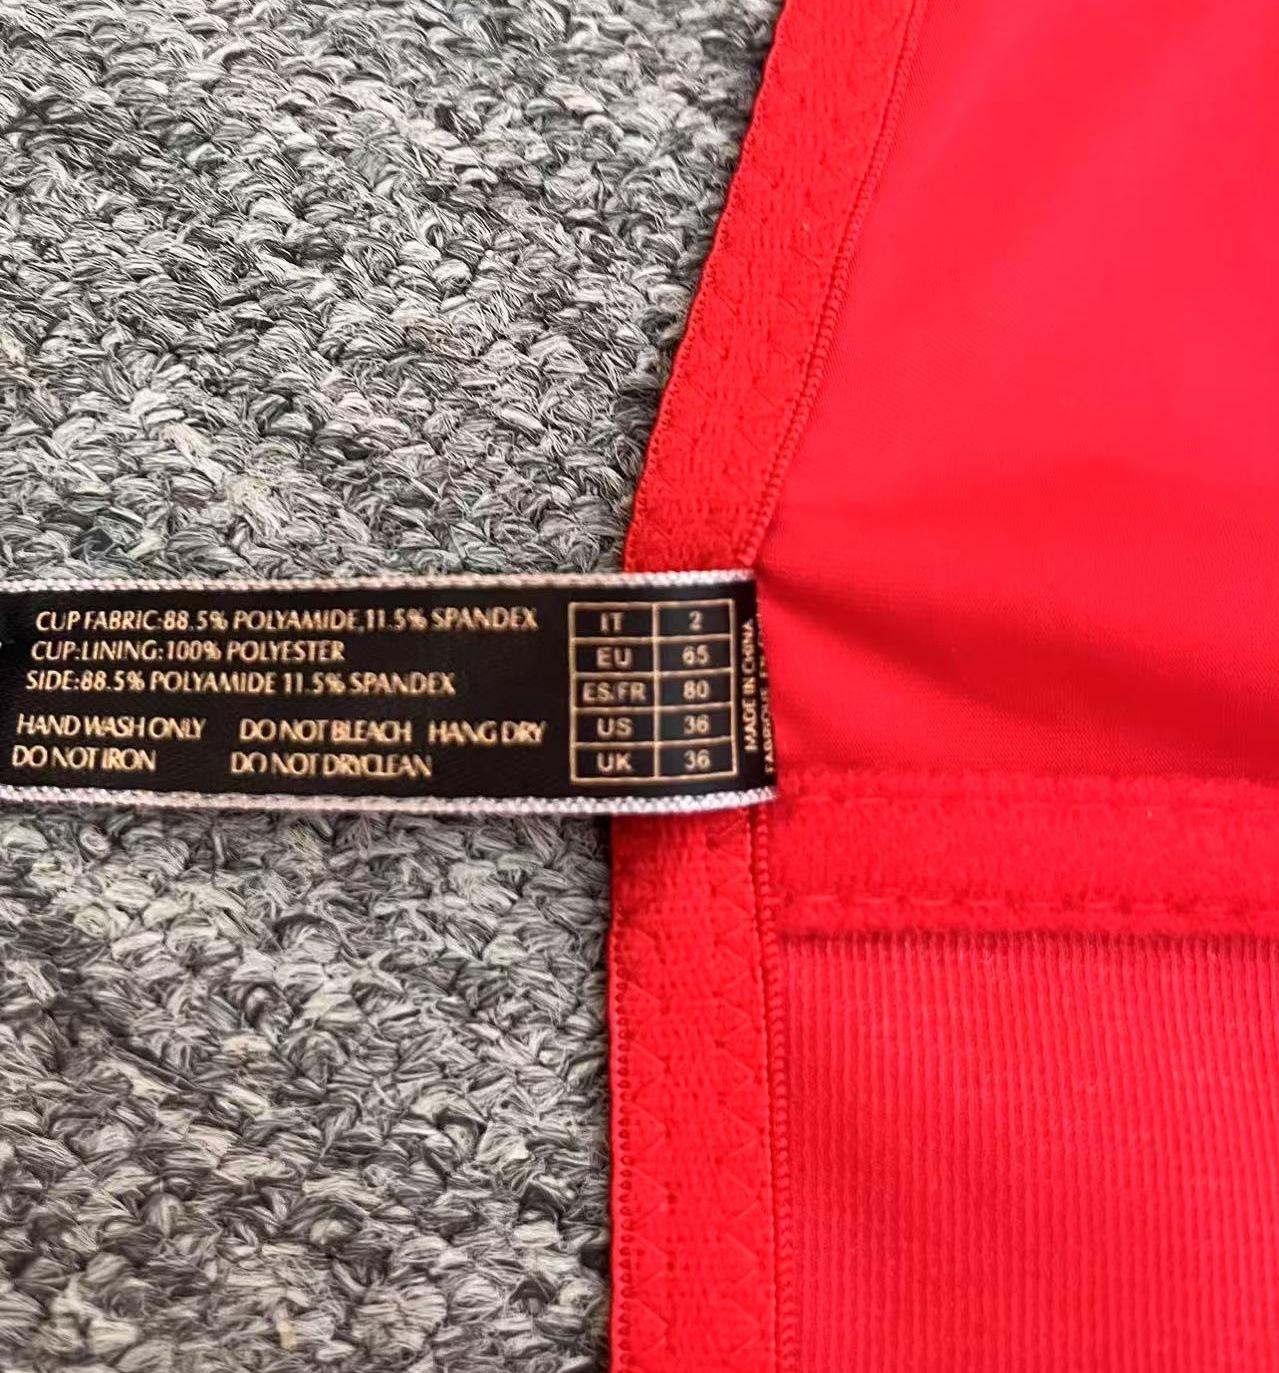 CUP FABRIC:88.5% POLYAMIDE,11.5% SPANDEX
CUP:LINING:100% POLYESTER
SIDE:88.5% POLYAMIDE 11.5% SPANDEX
HAND WASH ONLY DO NOT BLEACH HANG DRY
DO NOT IRON DO NOT DRYCLEAN
IT 2
EU 65
ES.FR 80
US 36
UK 36
MADE IN CHINA